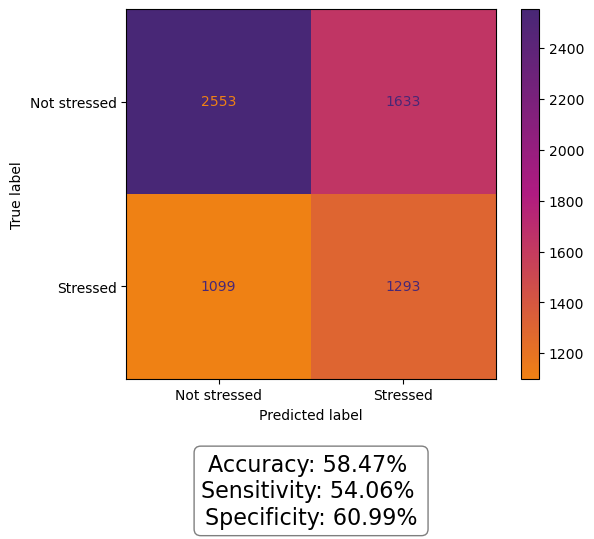 True label
Not stressed
2553
1633
Stressed
1099
1293
Not stressed
Stressed
Predicted label
2400
2200
2000
1800
1600
1400
1200
Accuracy: 58.47%
Sensitivity: 54.06%
Specificity: 60.99%